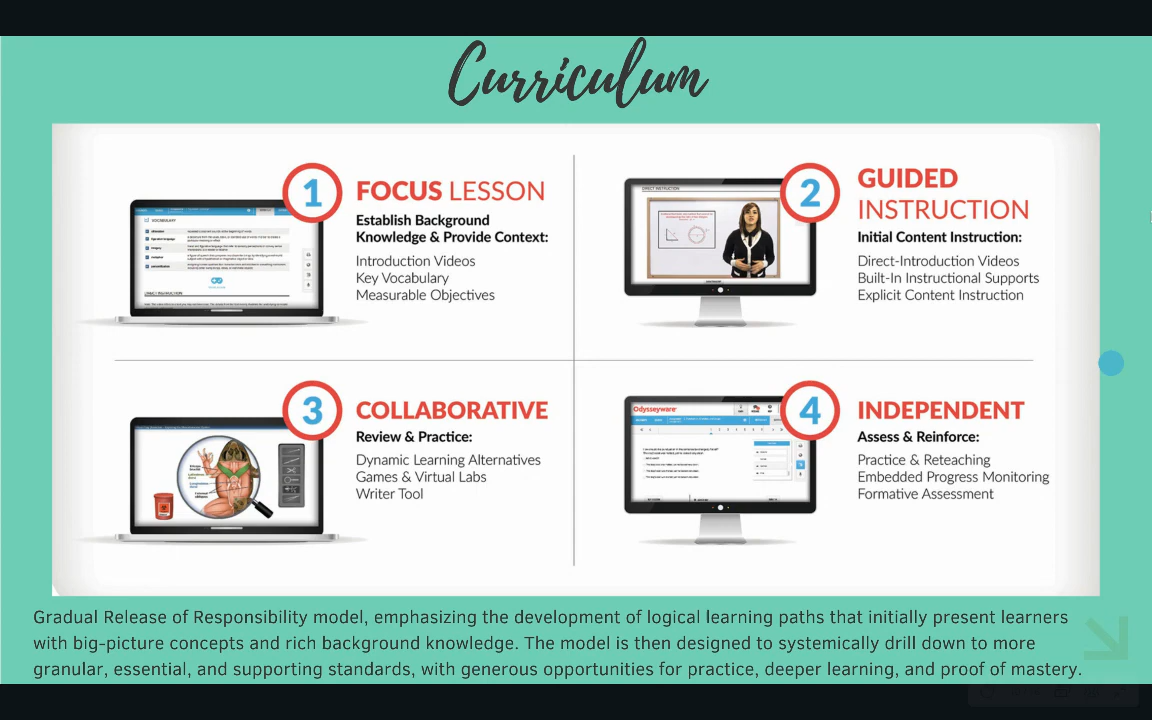 Curriculum
1
FOCUS LESSON
Establish Background
Knowledge & Provide Context:
Introduction Videos
Key Vocabulary
Measurable Objectives
VOCABULARY
2
GUIDED
INSTRUCTION
Initial Content Instruction:
Direct-Introduction Videos
Built-In Instructional Supports
Explicit Content Instruction
DIRECT INSTRUCTION
3
COLLABORATIVE
Review & Practice:
Dynamic Learning Alternatives
Games & Virtual Labs
Writer Tool
4
INDEPENDENT
Assess & Reinforce:
Practice & Reteaching
Embedded Progress Monitoring
Formative Assessment
Odysseyware
Gradual Release of Responsibility model, emphasizing the development of logical learning paths that initially present learners
with big-picture concepts and rich background knowledge. The model is then designed to systemically drill down to more
granular, essential, and supporting standards, with generous opportunities for practice, deeper learning, and proof of mastery.